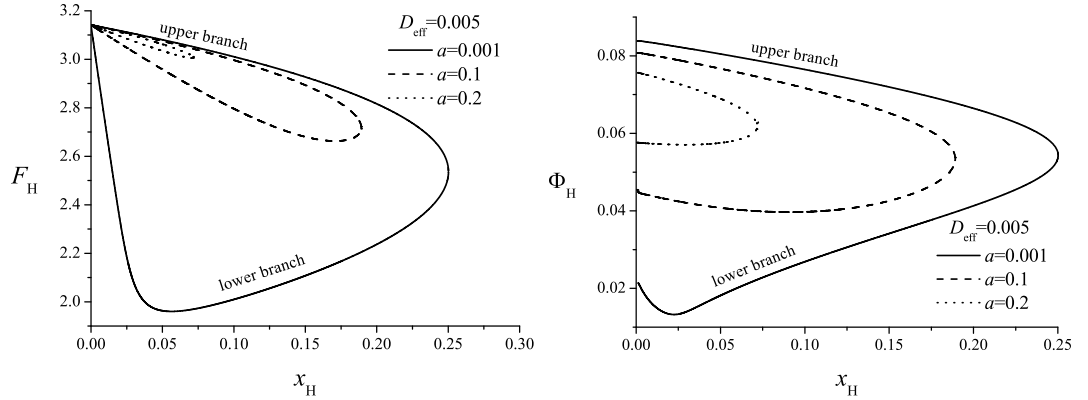 3.2
3.0
2.8
2.6
2.4
2.2
2.0
F_H
0.00 0.05 0.10 0.15 0.20 0.25 0.30
x_H
upper branch
lower branch
D_eff=0.005
a=0.001
a=0.1
a=0.2
0.08
0.06
0.04
0.02
Φ_H
0.00 0.05 0.10 0.15 0.20 0.25
x_H
upper branch
lower branch
D_eff=0.005
a=0.001
a=0.1
a=0.2